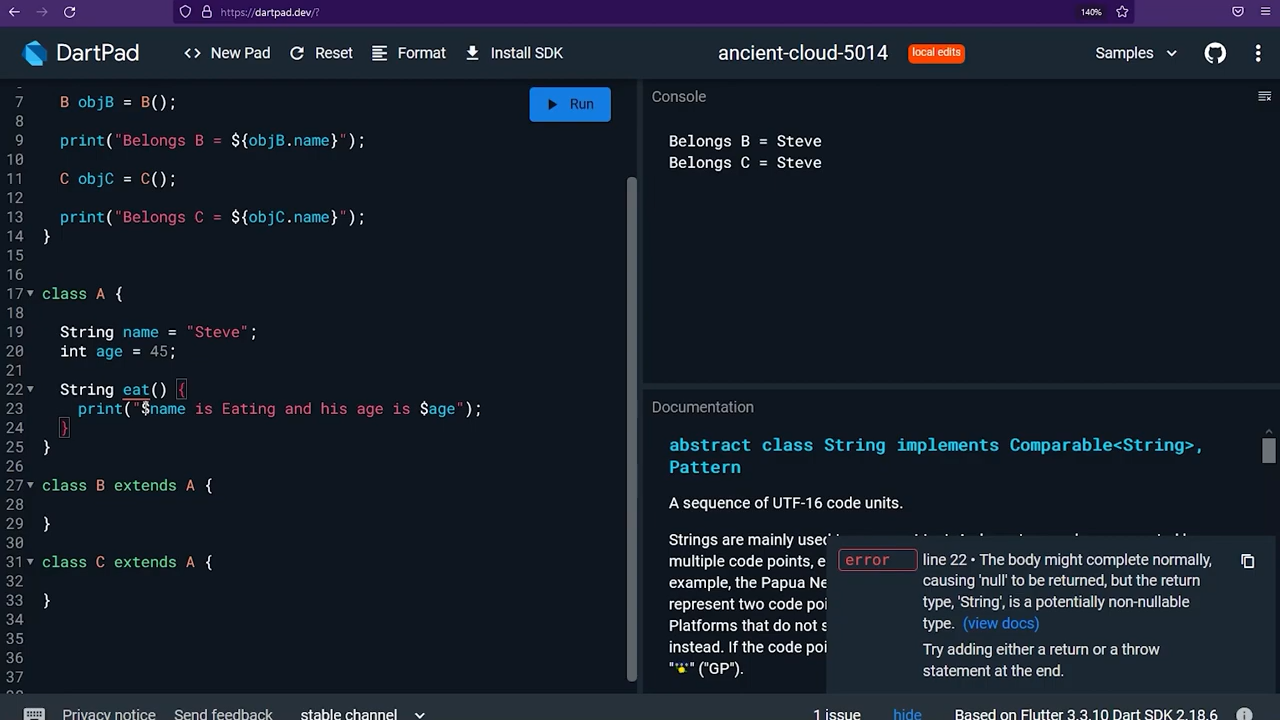 https://dartpad.dev/?
140%
DartPad
New Pad
Reset
Format
Install SDK
ancient-cloud-5014
local edits
Samples
7 B objB = B();
8
9 print("Belongs B = ${objB.name}");
10
11 C objC = C();
12
13 print("Belongs C = ${objC.name}");
14 }
15
16
17 class A {
18
19 String name = "Steve";
20 int age = 45;
21
22 String eat() {
23 print("$name is Eating and his age is $age");
24 }
25 }
26
27 class B extends A {
28
29 }
30
31 class C extends A {
32
33 }
34
35
36
37
Run
Console
Belongs B = Steve
Belongs C = Steve
Documentation
abstract class String implements Comparable<String>,
Pattern
A sequence of UTF-16 code units.
Strings are mainly used
multiple code points, e
example, the Papua Ne
represent two code poi
Platforms that do not s
instead. If the code poi
"🇵🇬" ("GP").
error
line 22 • The body might complete normally,
causing 'null' to be returned, but the return
type, 'String', is a potentially non-nullable
type. (view docs)
Try adding either a return or a throw
statement at the end.
Privacy notice
Send feedback
stable channel
1 issue
hide
Based on Flutter 3.3.10 Dart SDK 2.18.6